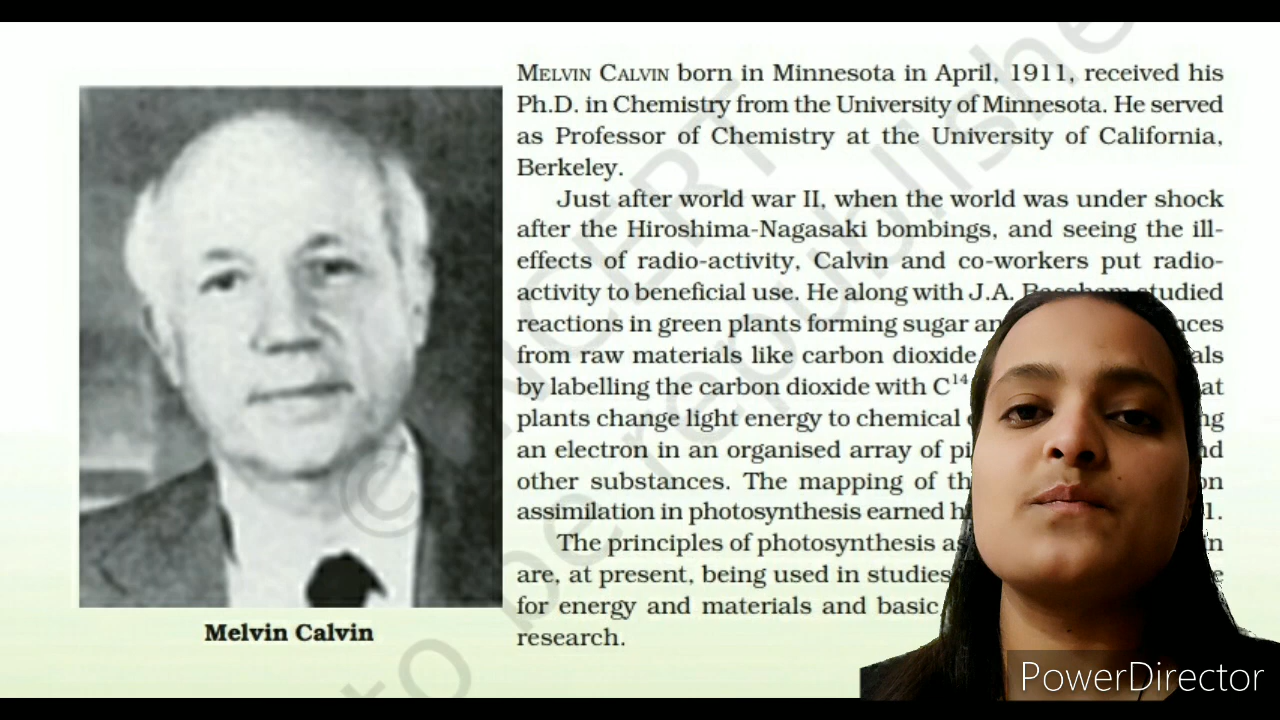 MELVIN CALVIN born in Minnesota in April, 1911, received his
Ph.D. in Chemistry from the University of Minnesota. He served
as Professor of Chemistry at the University of California,
Berkeley.
Just after world war II, when the world was under shock
after the Hiroshima-Nagasaki bombings, and seeing the ill-
effects of radio-activity, Calvin and co-workers put radio-
activity to beneficial use. He along with J.A. Bassham studied
reactions in green plants forming sugar
from raw materials like carbon dioxide
by labelling the carbon dioxide with C14
plants change light energy to chemical
an electron in an organised array of
other substances. The mapping of
assimilation in photosynthesis earned
The principles of photosynthesis
are, at present, being used in studies
for energy and materials and basic
research.
Melvin Calvin
© NCERT
to be republished
PowerDirector